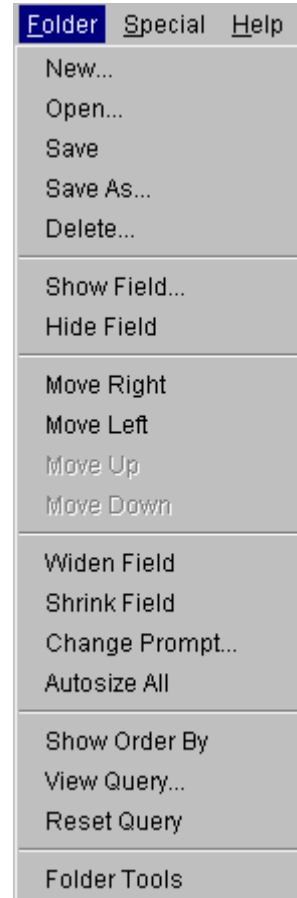 Folder Special Help
New...
Open...
Save
Save As...
Delete...
Show Field...
Hide Field
Move Right
Move Left
Move Up
Move Down
Widen Field
Shrink Field
Change Prompt...
Autosize All
Show Order By
View Query...
Reset Query
Folder Tools